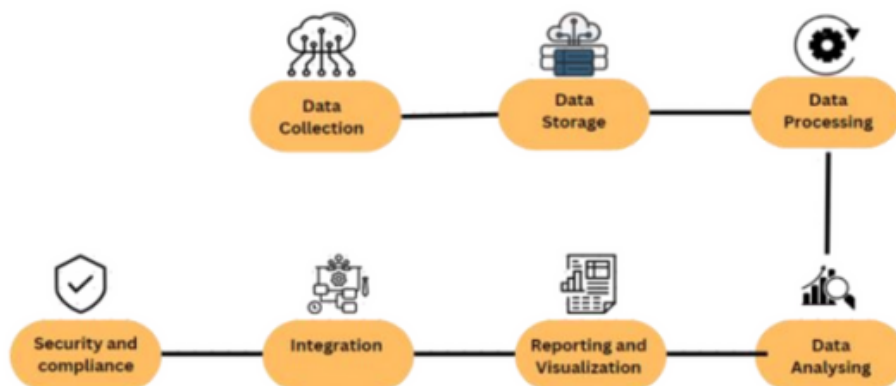 Data
Collection
Data
Storage
Data
Processing
Security and
compliance
Integration
Reporting and
Visualization
Data
Analysing